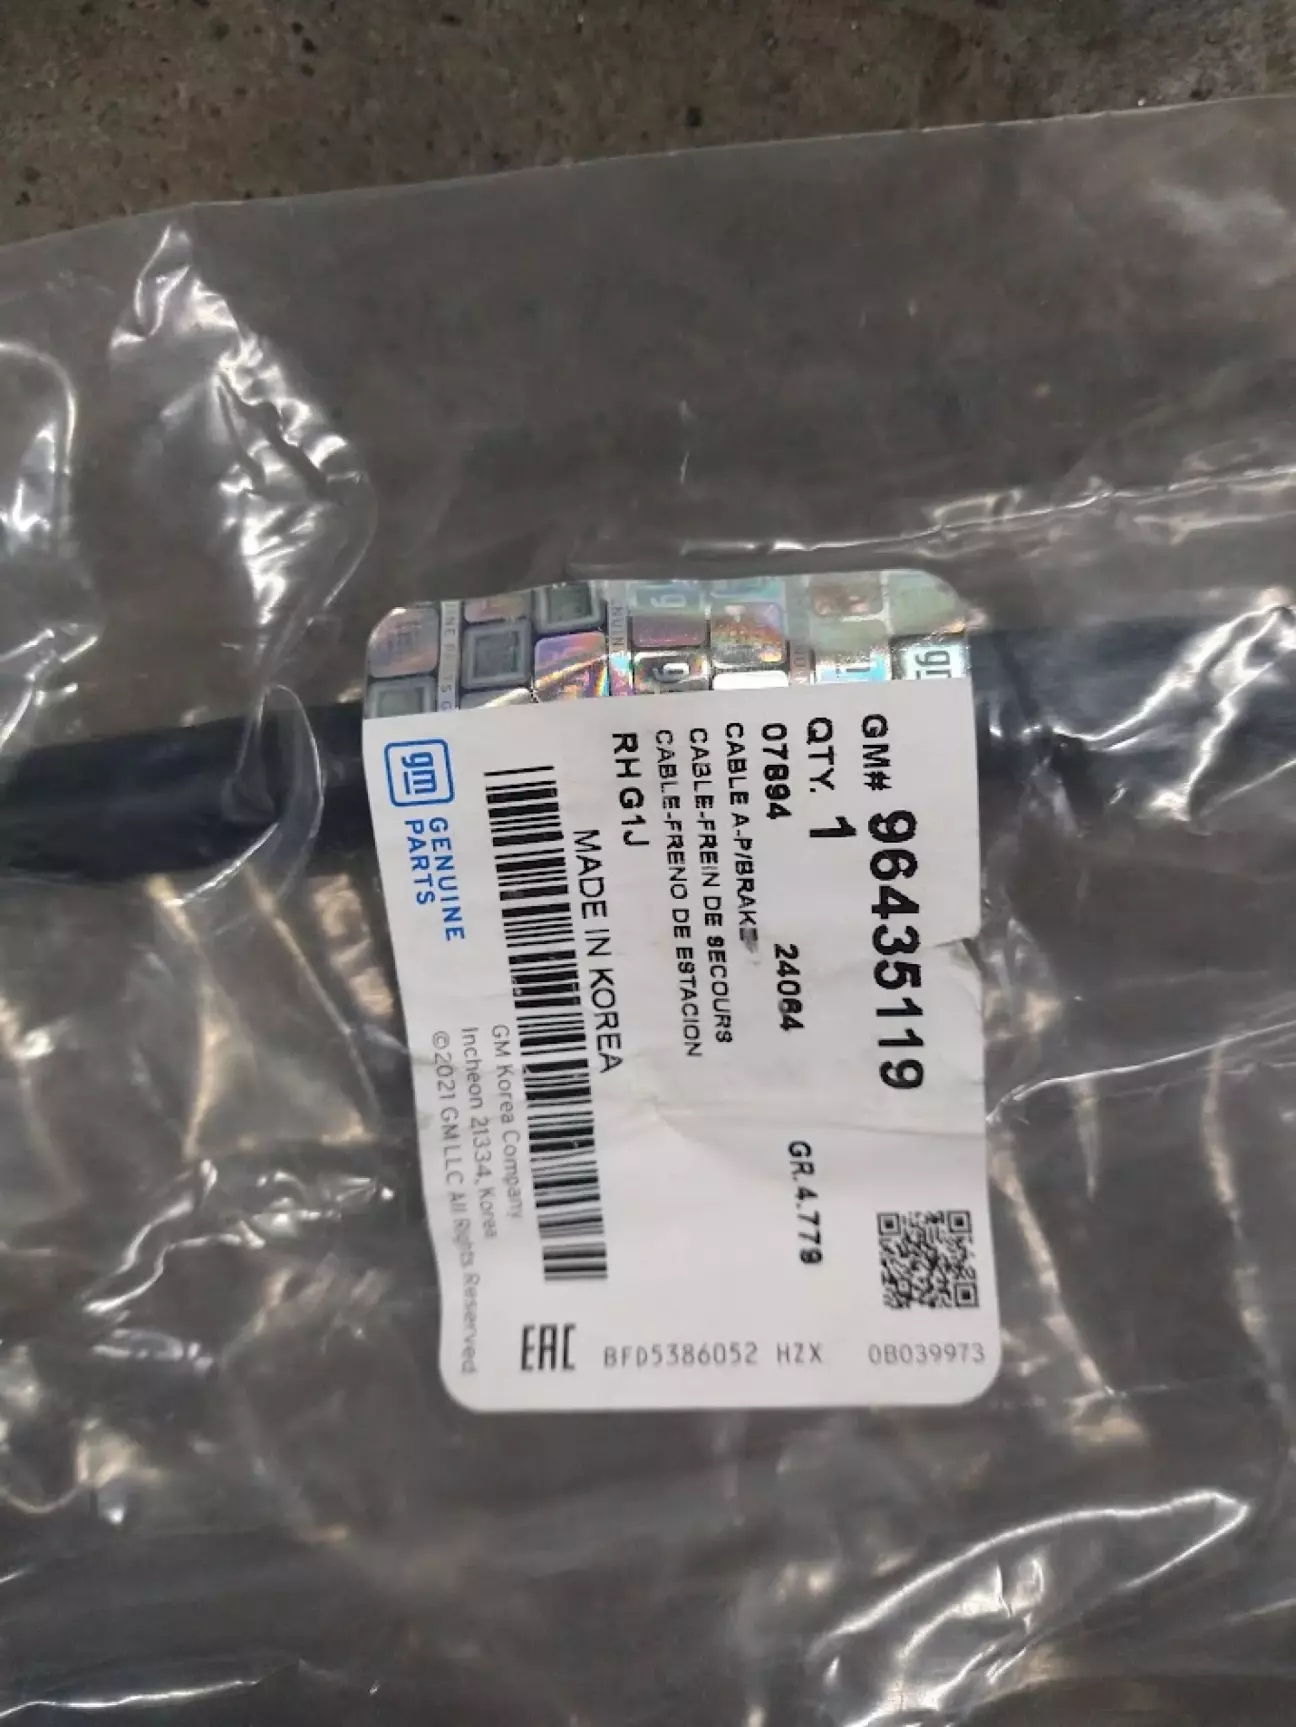 GM# 96435119
QTY. 1
07894 24084 GR.4.779
CABLE A-P/BRAKE
CABLE-FREIN DE SECOURS
CABLE-FRENO DE ESTACION
RH G1J
MADE IN KOREA
gm GENUINE PARTS
GM Korea Company
Incheon 21334, Korea
©2021 GM LLC All Rights Reserved
EAC BFD5386052 HZX 0B039973